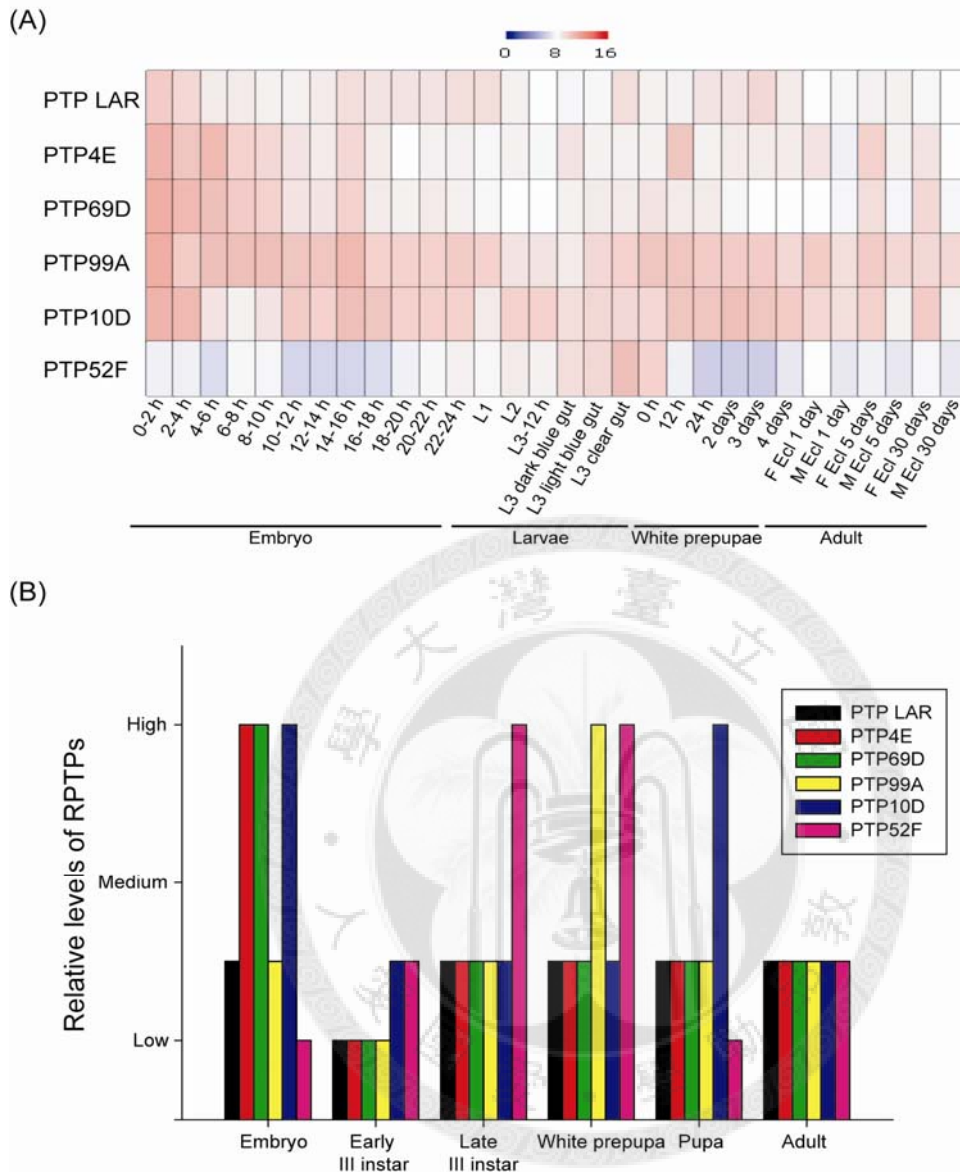 (A)
0 8 16
PTP LAR
PTP4E
PTP69D
PTP99A
PTP10D
PTP52F
0-2 h
2-4 h
4-6 h
6-8 h
8-10 h
10-12 h
12-14 h
14-16 h
16-18 h
18-20 h
20-22 h
22-24 h
L1
L2
L3-12 h
L3 dark blue gut
L3 light blue gut
L3 clear gut
0 h
12 h
24 h
2 days
3 days
4 days
F Ecl 1 day
M Ecl 1 day
F Ecl 5 days
M Ecl 5 days
F Ecl 30 days
M Ecl 30 days
Embryo
Larvae
White prepupae
Adult
(B)
Relative levels of RPTPs
High
Medium
Low
PTP LAR
PTP4E
PTP69D
PTP99A
PTP10D
PTP52F
Embryo
Early
III instar
Late
III instar
White prepupa
Pupa
Adult
學大灣臺立